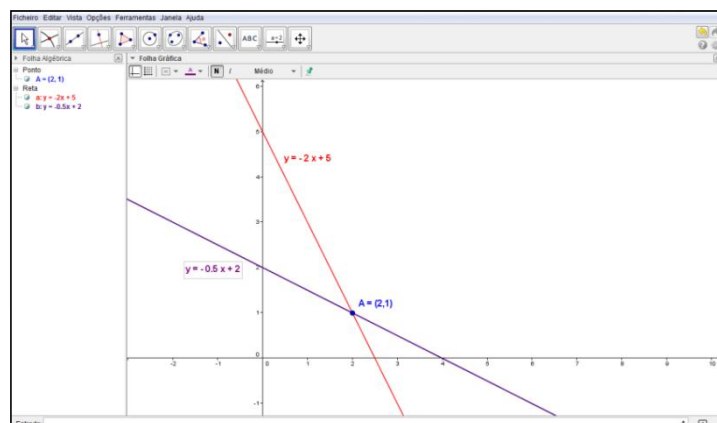 Ficheiro Editar Vista Opções Ferramentas Janela Ajuda
ABC
a=2
Folha Algébrica
Folha Gráfica
Ponto
A = (2, 1)
Reta
a: y = -2x + 5
b: y = -0.5x + 2
A
N I
Médio
6
5
y = - 2 x + 5
4
3
y = - 0.5 x + 2
2
A = (2,1)
1
0
-2 -1 0 1 2 3 4 5 6 7 8 9 10
-1